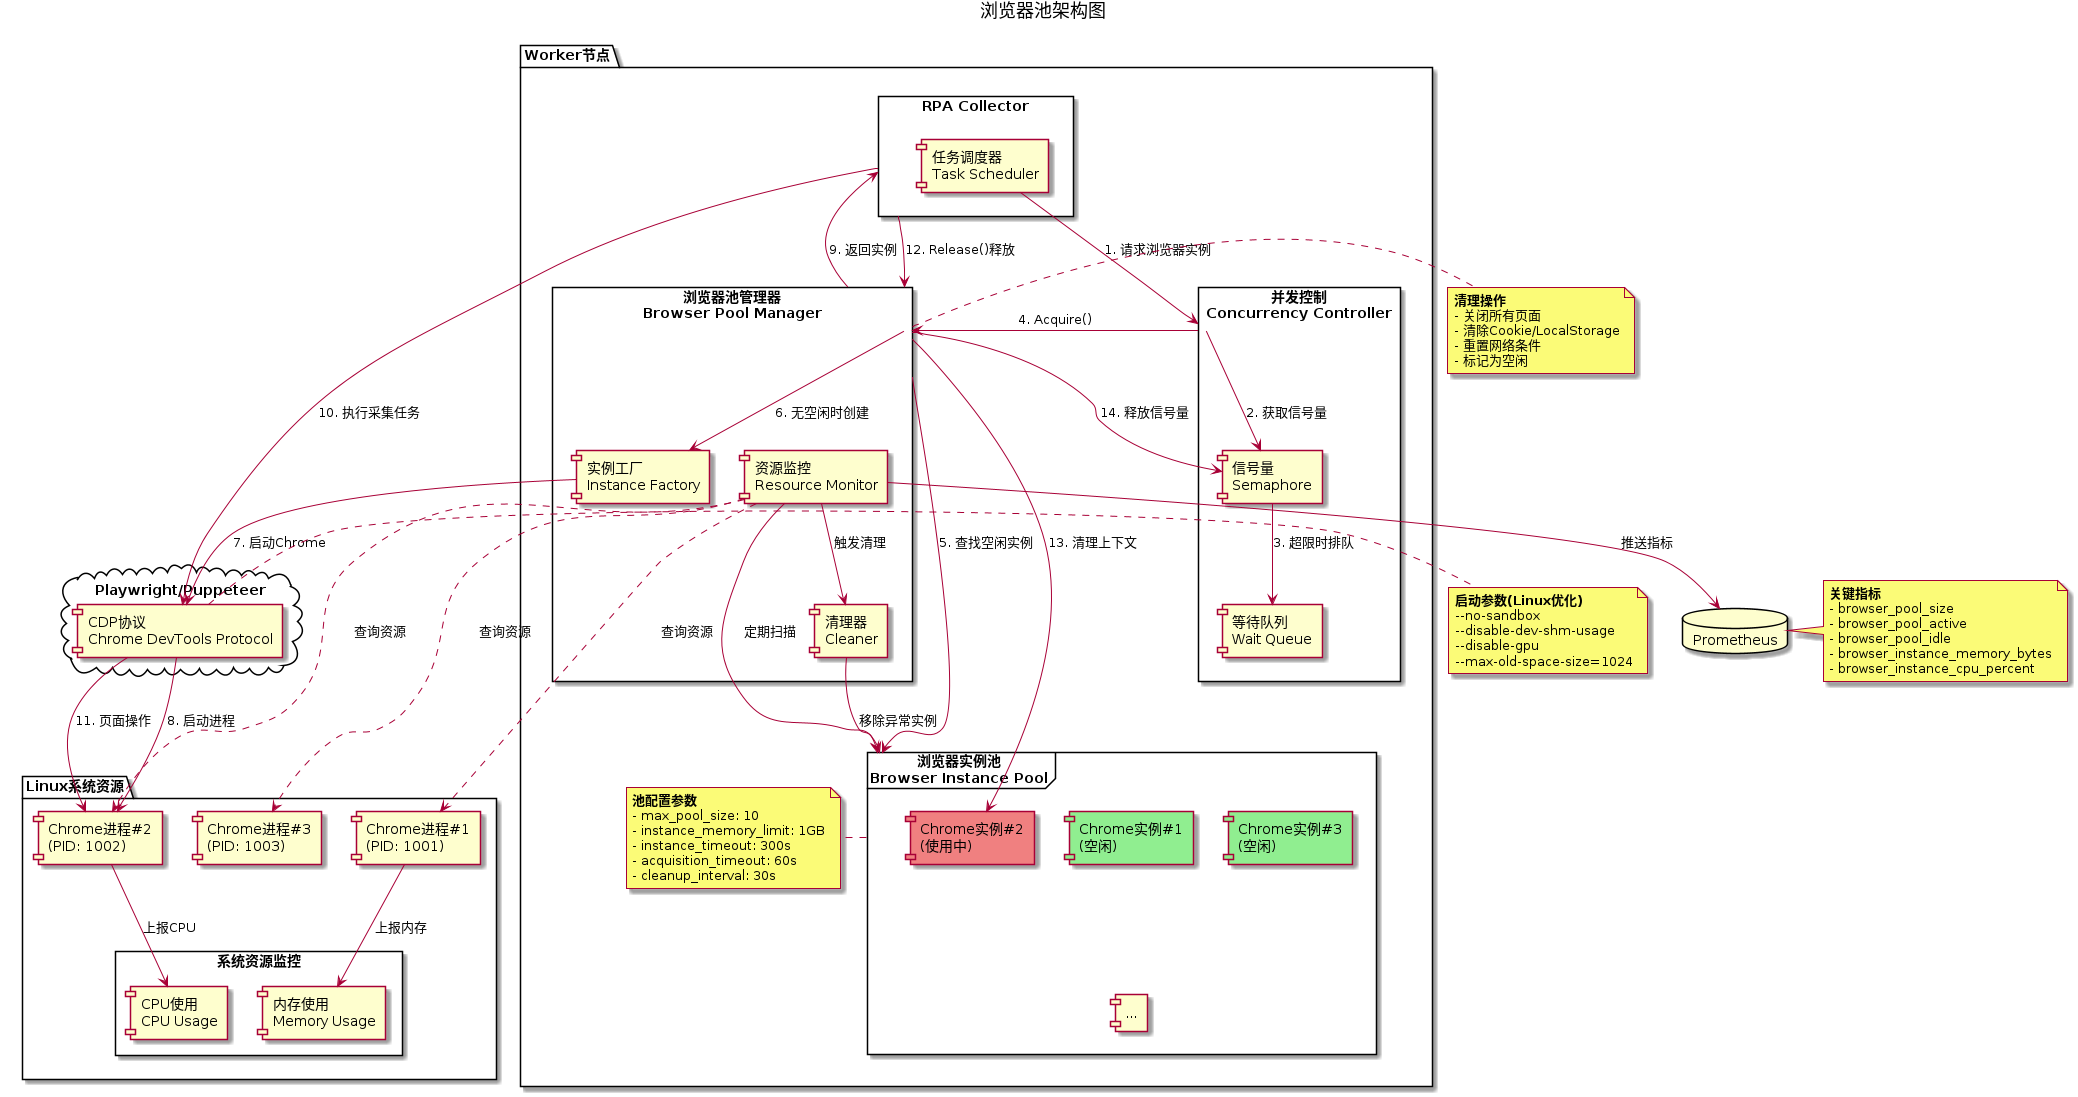 浏览器池架构图
Worker节点
RPA Collector
任务调度器
Task Scheduler
9. 返回实例
12. Release()释放
1. 请求浏览器实例
浏览器池管理器
Browser Pool Manager
并发控制
Concurrency Controller
4. Acquire()
清理操作
- 关闭所有页面
- 清除Cookie/LocalStorage
- 重置网络条件
- 标记为空闲
10. 执行采集任务
6. 无空闲时创建
14. 释放信号量
2. 获取信号量
实例工厂
Instance Factory
资源监控
Resource Monitor
信号量
Semaphore
7. 启动Chrome
触发清理
5. 查找空闲实例
13. 清理上下文
3. 超限时排队
推送指标
Playwright/Puppeteer
CDP协议
Chrome DevTools Protocol
查询资源
查询资源
查询资源
定期扫描
清理器
Cleaner
等待队列
Wait Queue
启动参数(Linux优化)
--no-sandbox
--disable-dev-shm-usage
--disable-gpu
--max-old-space-size=1024
Prometheus
关键指标
- browser_pool_size
- browser_pool_active
- browser_pool_idle
- browser_instance_memory_bytes
- browser_instance_cpu_percent
11. 页面操作
8. 启动进程
移除异常实例
Linux系统资源
Chrome进程#2
(PID: 1002)
Chrome进程#3
(PID: 1003)
Chrome进程#1
(PID: 1001)
池配置参数
- max_pool_size: 10
- instance_memory_limit: 1GB
- instance_timeout: 300s
- acquisition_timeout: 60s
- cleanup_interval: 30s
浏览器实例池
Browser Instance Pool
Chrome实例#2
(使用中)
Chrome实例#1
(空闲)
Chrome实例#3
(空闲)
上报CPU
上报内存
系统资源监控
CPU使用
CPU Usage
内存使用
Memory Usage
...